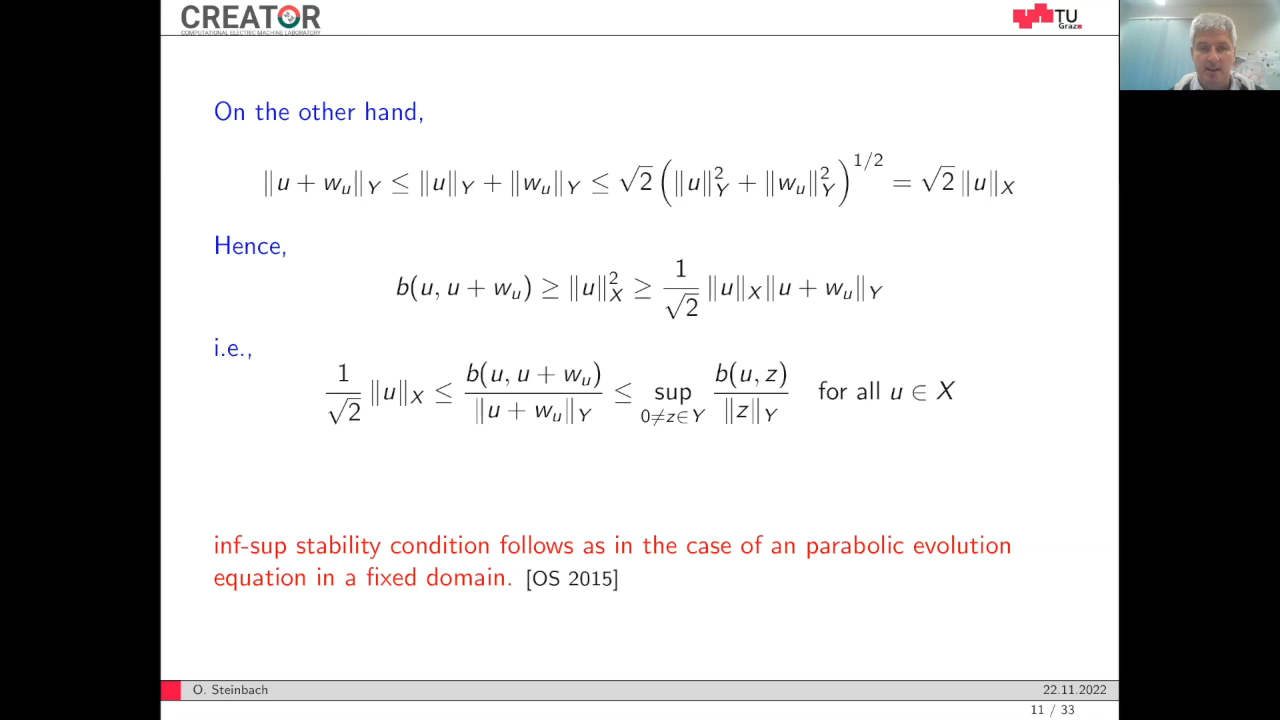 CREATOR
COMPUTATIONAL ELECTRIC MACHINE LABORATORY
TU
Graz
On the other hand,
‖u + w_u‖_Y ≤ ‖u‖_Y + ‖w_u‖_Y ≤ √2 (‖u‖²_Y + ‖w_u‖²_Y)^{1/2} = √2 ‖u‖_X
Hence,
b(u, u + w_u) ≥ ‖u‖²_X ≥ 1/√2 ‖u‖_X‖u + w_u‖_Y
i.e.,
1/√2 ‖u‖_X ≤ b(u, u + w_u)/‖u + w_u‖_Y ≤ sup_{0≠z∈Y} b(u, z)/‖z‖_Y for all u ∈ X
inf-sup stability condition follows as in the case of an parabolic evolution
equation in a fixed domain. [OS 2015]
O. Steinbach 22.11.2022
11 / 33